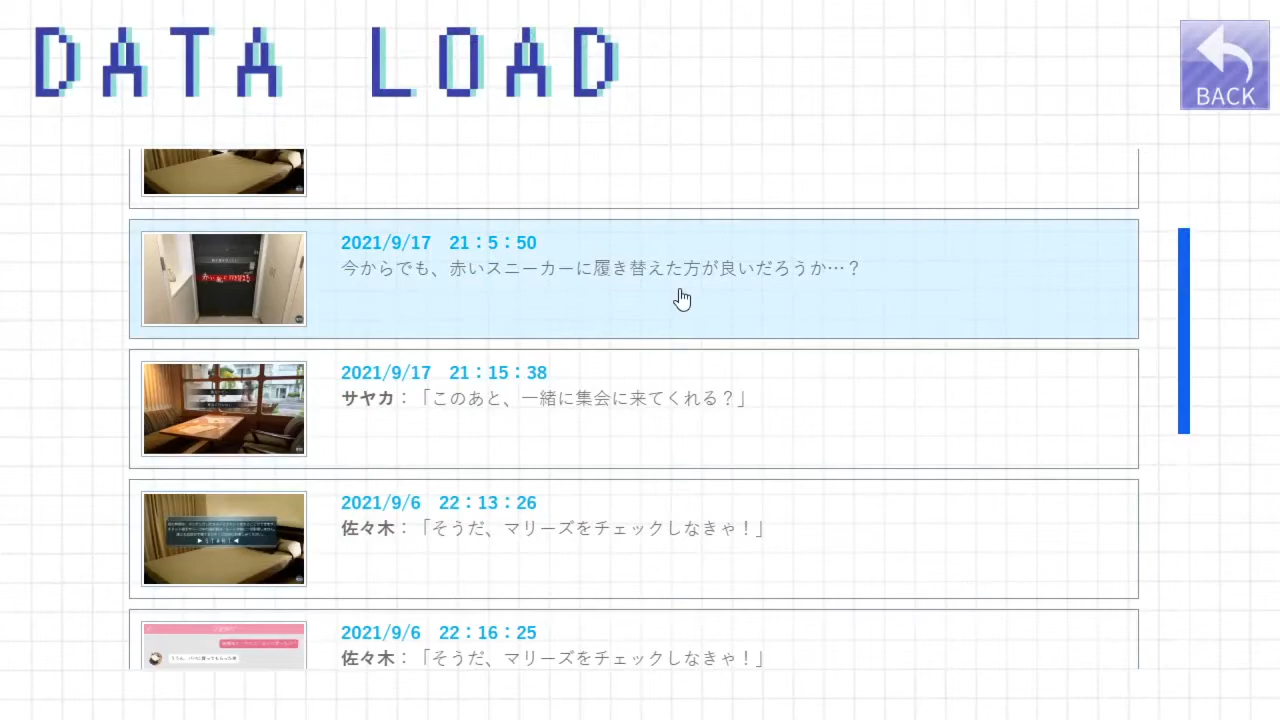 DATA LOAD
BACK
2021/9/17　21：5：50
今からでも、赤いスニーカーに履き替えた方が良いだろうか…？
2021/9/17　21：15：38
サヤカ：「このあと、一緒に集会に来てくれる？」
2021/9/6　22：13：26
佐々木：「そうだ、マリーズをチェックしなきゃ！」
START
2021/9/6　22：16：25
佐々木：「そうだ、マリーズをチェックしなきゃ！」